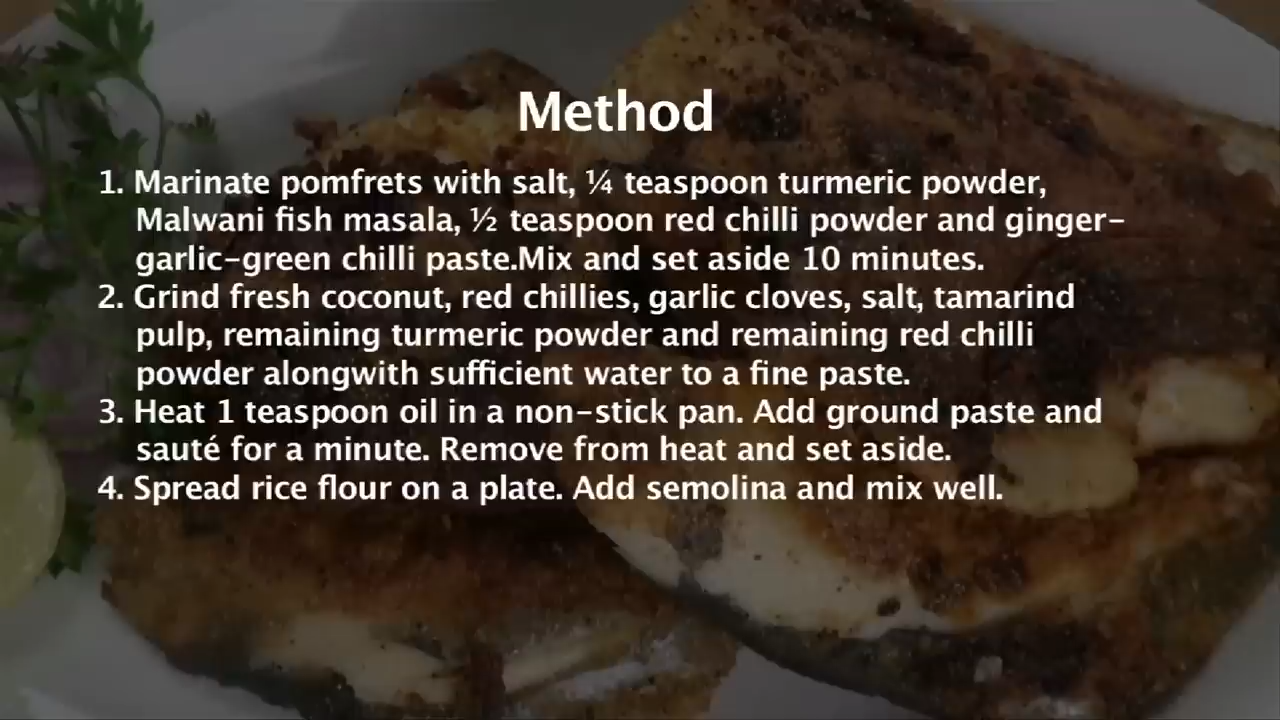 Method
1. Marinate pomfrets with salt, ¼ teaspoon turmeric powder,
Malwani fish masala, ½ teaspoon red chilli powder and ginger-
garlic-green chilli paste.Mix and set aside 10 minutes.
2. Grind fresh coconut, red chillies, garlic cloves, salt, tamarind
pulp, remaining turmeric powder and remaining red chilli
powder alongwith sufficient water to a fine paste.
3. Heat 1 teaspoon oil in a non-stick pan. Add ground paste and
sauté for a minute. Remove from heat and set aside.
4. Spread rice flour on a plate. Add semolina and mix well.